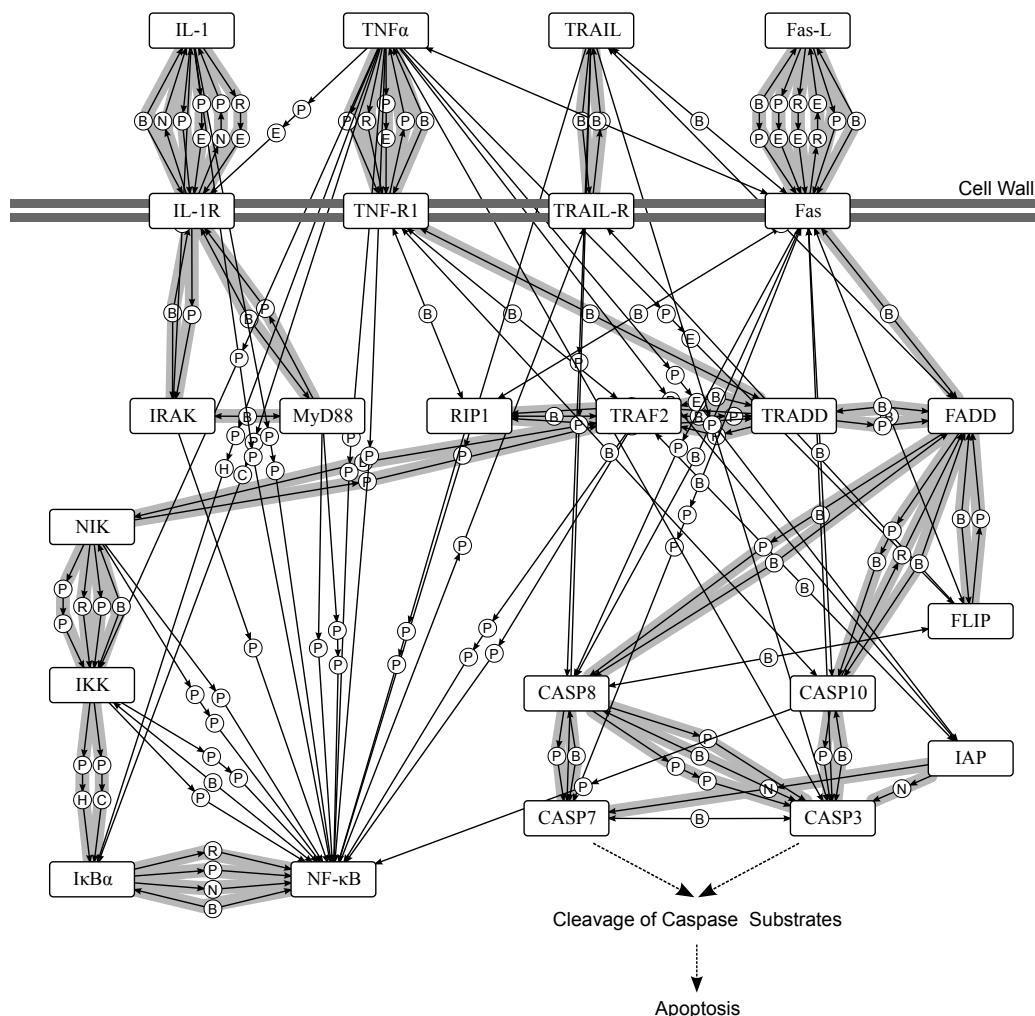 IL-1 TNFα TRAIL Fas-L
B P R E
P
P P R
P
E
B N P
P R P B
B B
B
P B
E N E
E
P E E R
Cell Wall
IL-1R TNF-R1 TRAIL-R Fas
B P
P
B
B
B
P
B
B
E
P
P
P
E
B
IRAK B MyD88 RIP1 B TRAF2 B P TRADD B P FADD
P
H
C
P
P
P
B
P
P
NIK
P
R P B
P
P
B
P
R
B
B P
P
P
B
P
B
FLIP
IKK CASP8 CASP10
B
P P
H C
P
P
B
P
P
P
P
P B
P
B
N
P B
IAP
N
P
CASP7 B CASP3
IκBα
R
P
N
B
NF-κB
Cleavage of Caspase Substrates
Apoptosis